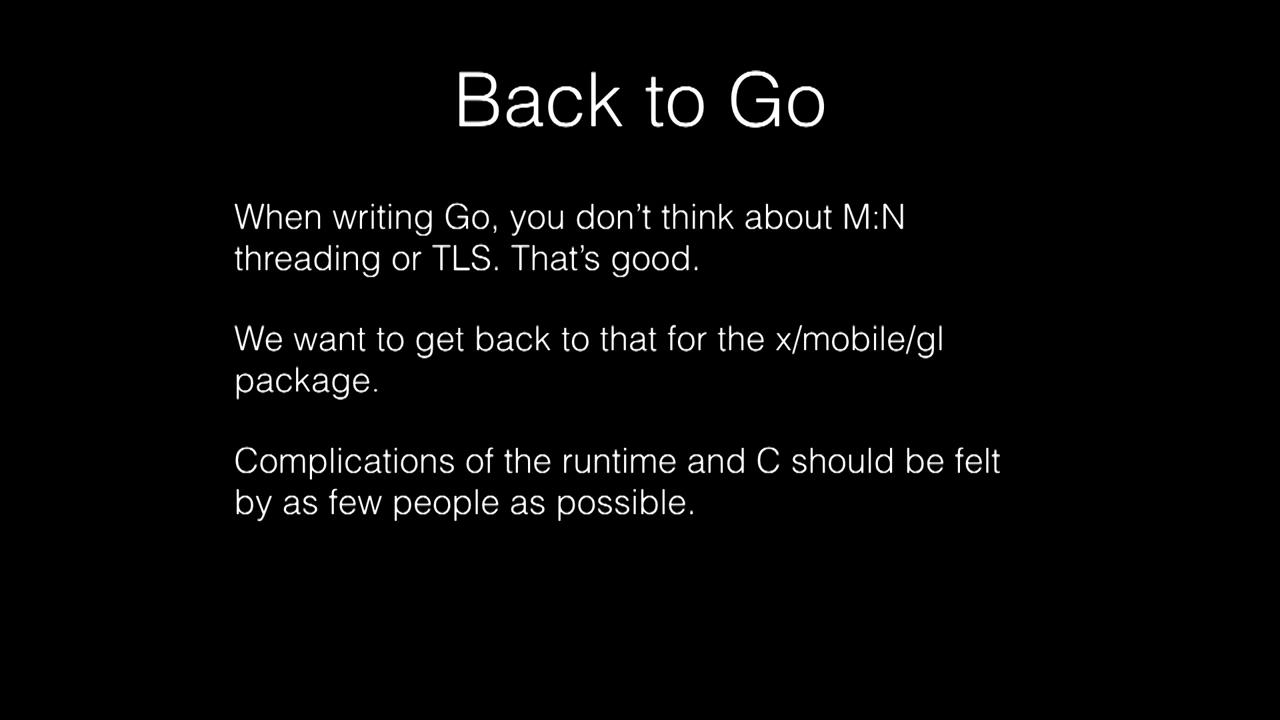 Back to Go
When writing Go, you don’t think about M:N
threading or TLS. That’s good.
We want to get back to that for the x/mobile/gl
package.
Complications of the runtime and C should be felt
by as few people as possible.